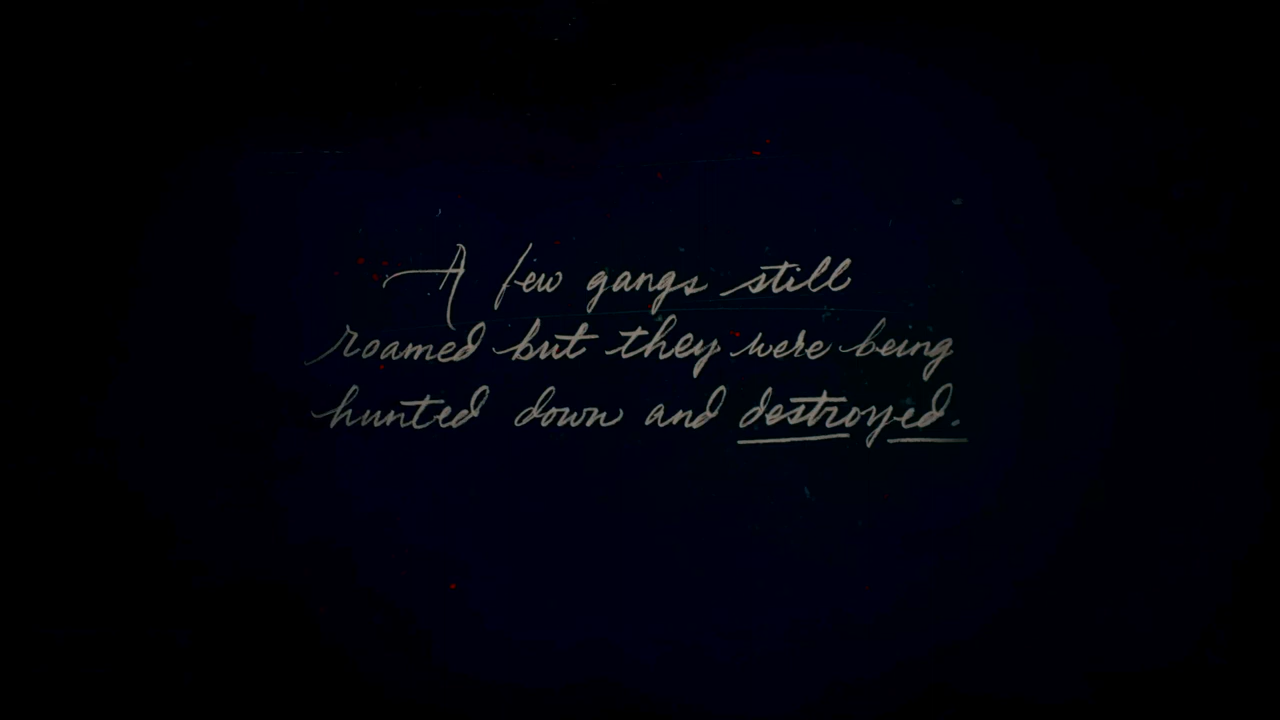 A few gangs still
roamed but they were being
hunted down and destroyed.